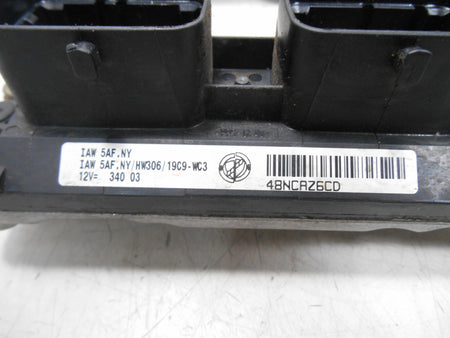 IAW 5AF.NY
IAW 5AF.NY/HW306/19C9-WC3
12V= 340 03
48NCAZ6CD